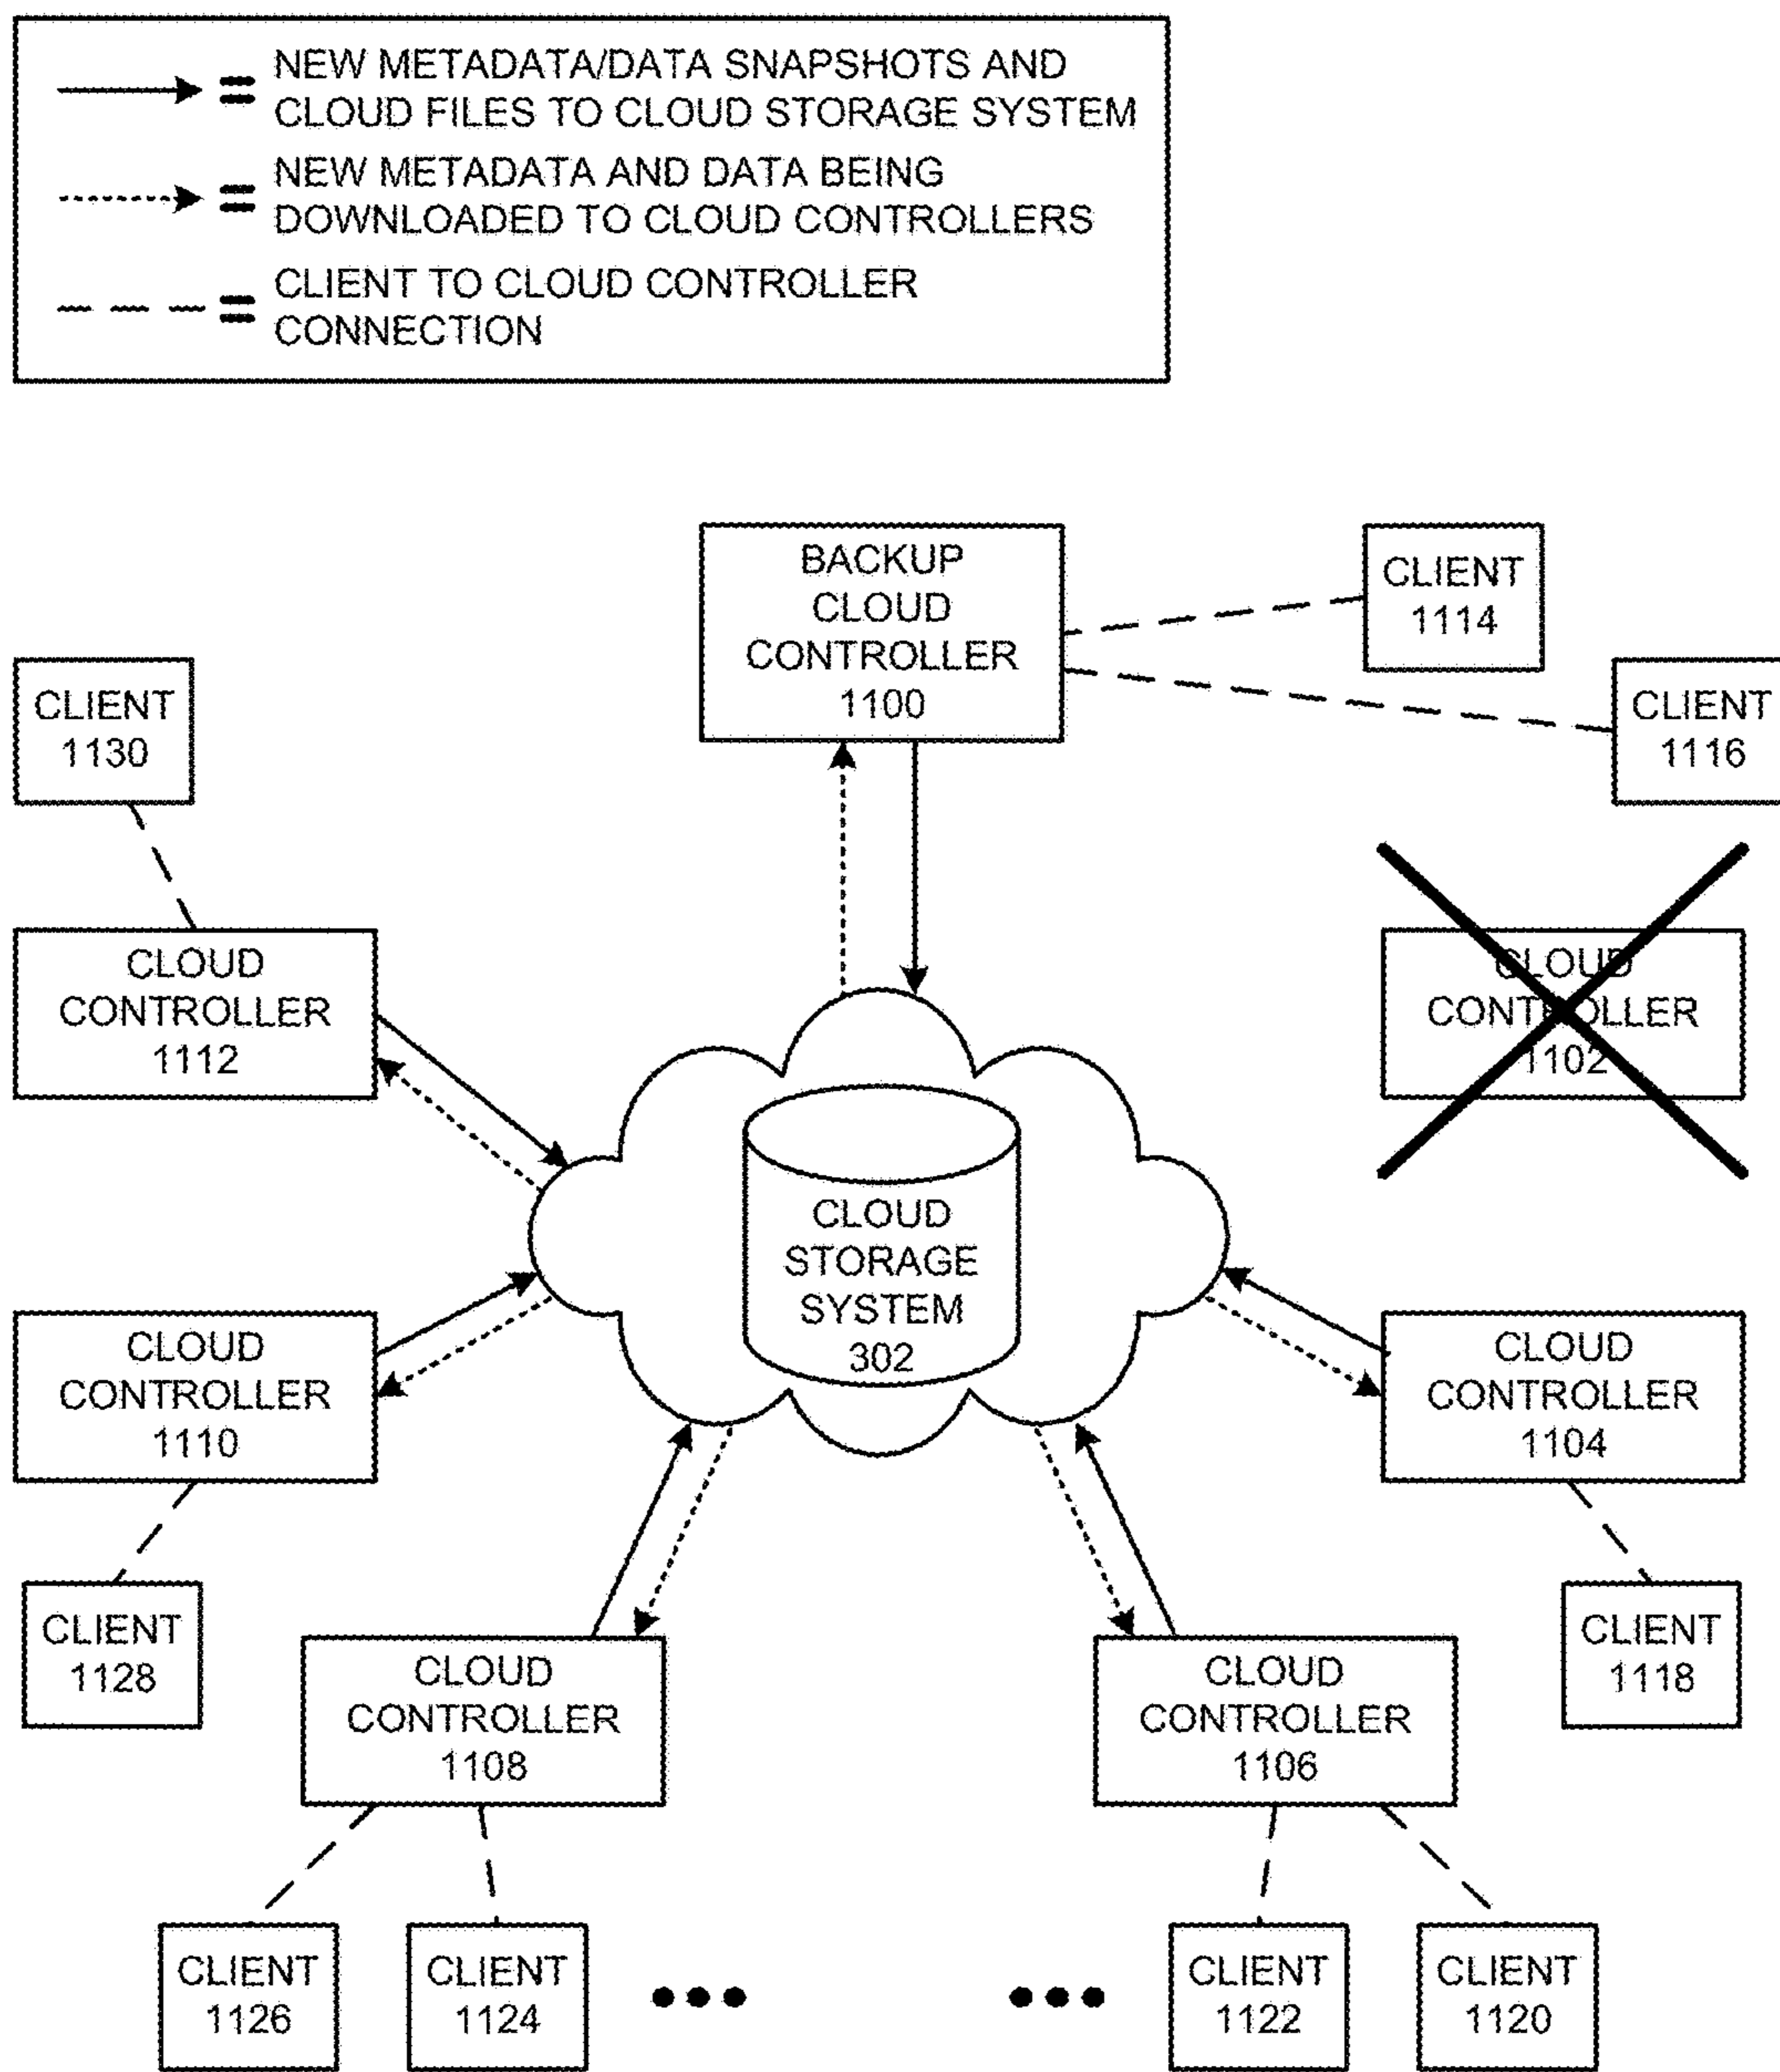 = NEW METADATA/DATA SNAPSHOTS AND
CLOUD FILES TO CLOUD STORAGE SYSTEM
= NEW METADATA AND DATA BEING
DOWNLOADED TO CLOUD CONTROLLERS
= CLIENT TO CLOUD CONTROLLER
CONNECTION
BACKUP
CLOUD
CONTROLLER
1100
CLIENT
1114
CLIENT
1116
CLIENT
1130
CLOUD
CONTROLLER
1112
CLOUD
CONTROLLER
1102
CLOUD
STORAGE
SYSTEM
302
CLOUD
CONTROLLER
1110
CLOUD
CONTROLLER
1104
CLIENT
1128
CLIENT
1118
CLOUD
CONTROLLER
1108
CLOUD
CONTROLLER
1106
CLIENT
1126
CLIENT
1124
CLIENT
1122
CLIENT
1120